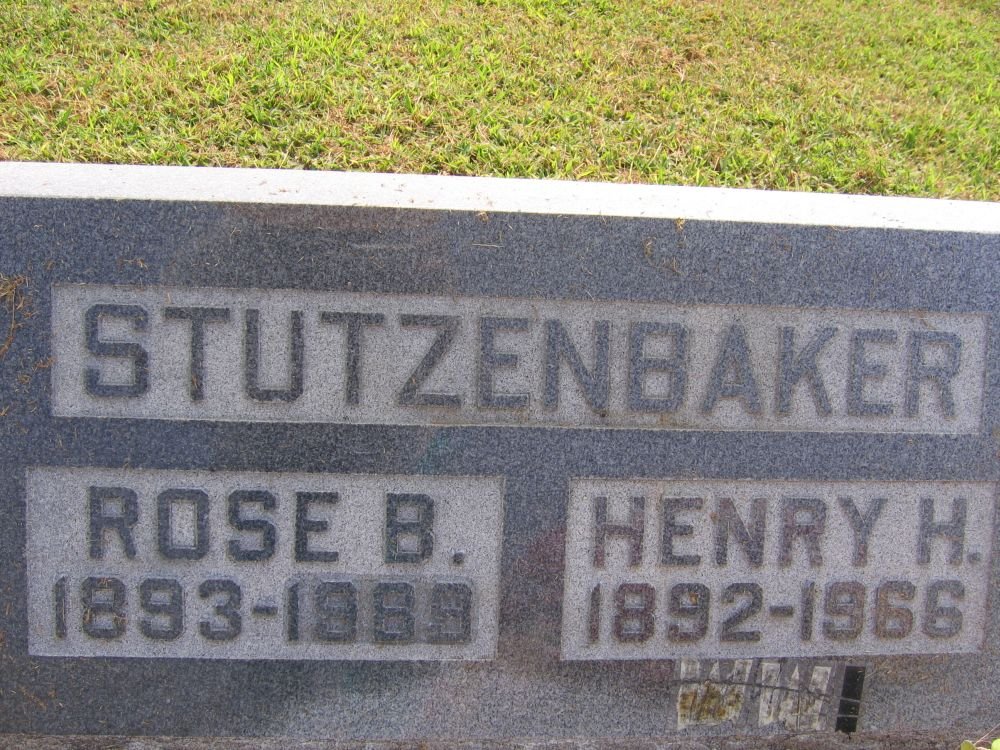 STUTZENBAKER
ROSE B.
1893-1989
HENRY H.
1892-1966